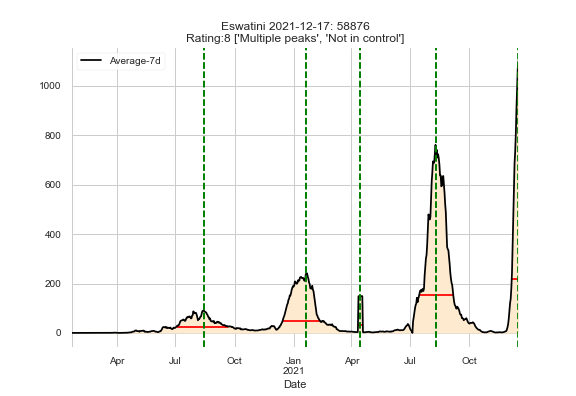 Eswatini 2021-12-17: 58876
Rating:8 ['Multiple peaks', 'Not in control']
Average-7d
1000
800
600
400
200
0
Apr Jul Oct Jan Apr Jul Oct
2021
Date